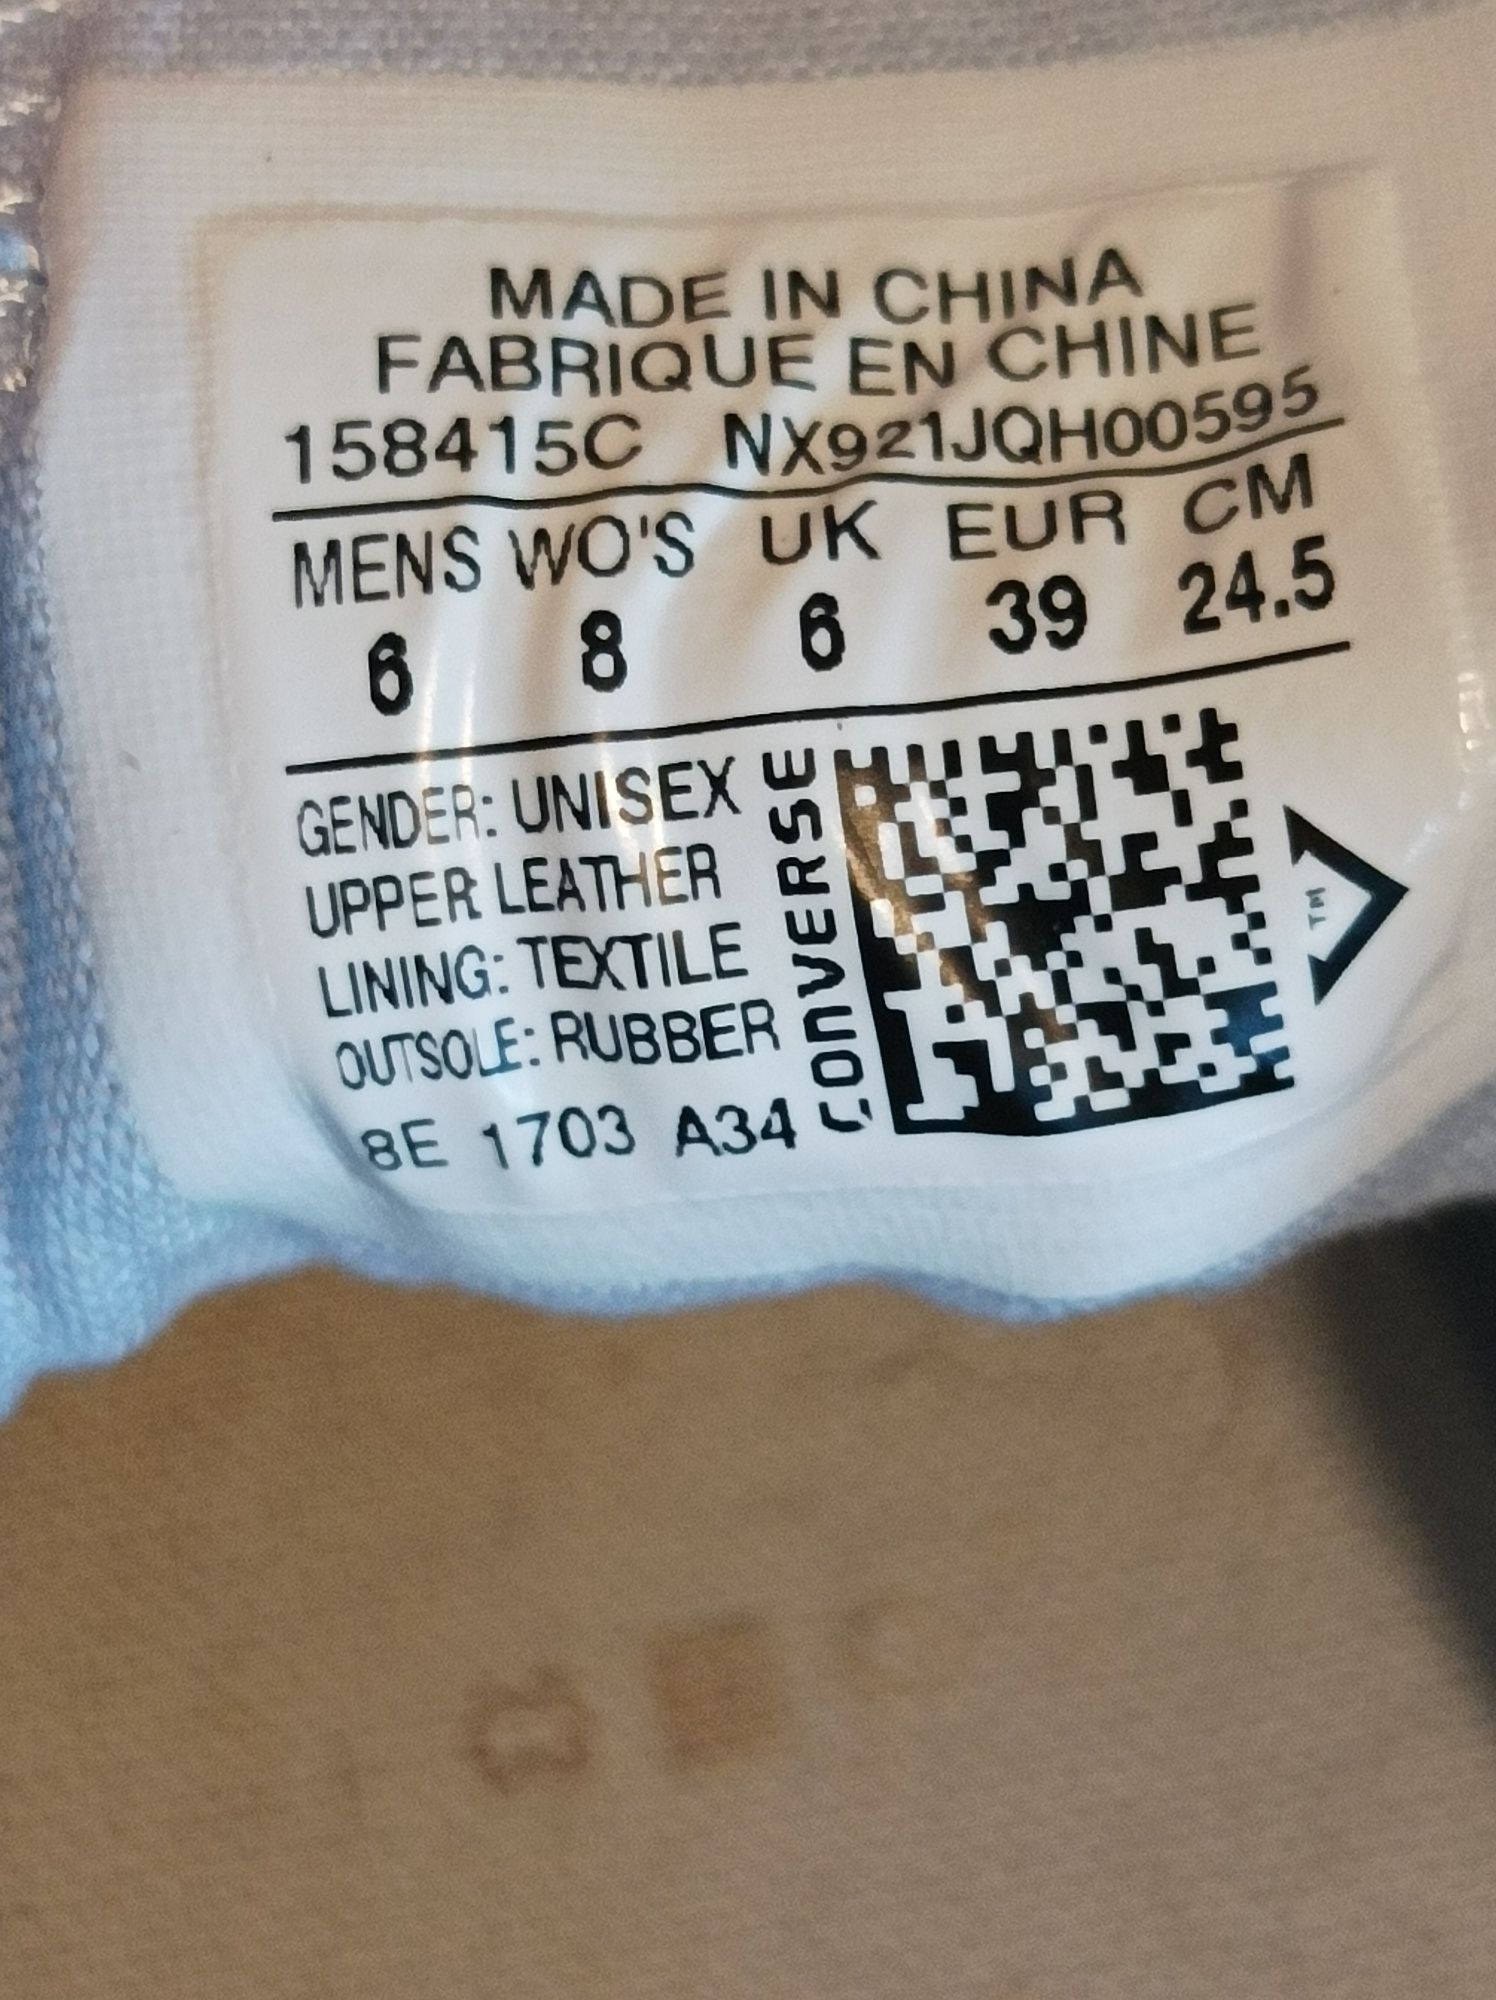 MADE IN CHINA
FABRIQUE EN CHINE
158415C NX921JQH00595
MENS WO'S UK EUR CM
6 8 6 39 24.5
GENDER: UNISEX
UPPER LEATHER
LINING: TEXTILE
OUTSOLE: RUBBER
8E 1703 A34
CONVERSE
TM